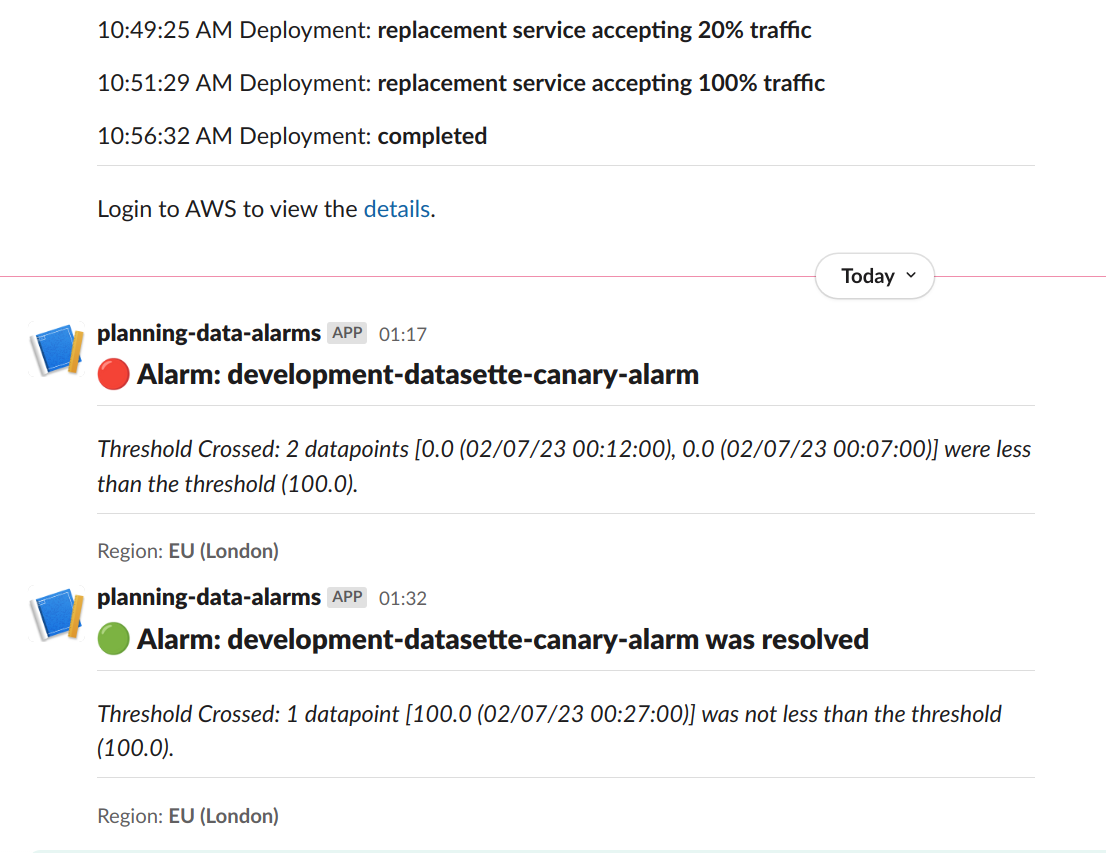 10:49:25 AM Deployment: replacement service accepting 20% traffic
10:51:29 AM Deployment: replacement service accepting 100% traffic
10:56:32 AM Deployment: completed
Login to AWS to view the details.
Today
planning-data-alarms APP 01:17
Alarm: development-datasette-canary-alarm
Threshold Crossed: 2 datapoints [0.0 (02/07/23 00:12:00), 0.0 (02/07/23 00:07:00)] were less
than the threshold (100.0).
Region: EU (London)
planning-data-alarms APP 01:32
Alarm: development-datasette-canary-alarm was resolved
Threshold Crossed: 1 datapoint [100.0 (02/07/23 00:27:00)] was not less than the threshold
(100.0).
Region: EU (London)